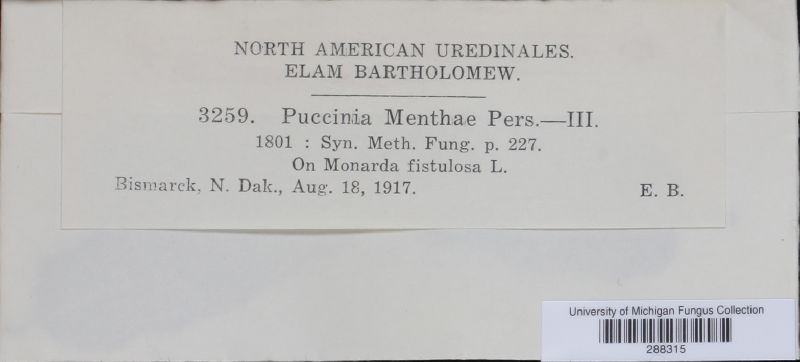 NORTH AMERICAN UREDINALES.
ELAM BARTHOLOMEW.
3259. Puccinia Menthae Pers.—III.
1801 : Syn. Meth. Fung. p. 227.
On Monarda fistulosa L.
Bismarck, N. Dak., Aug. 18, 1917. E. B.
University of Michigan Fungus Collection
288315